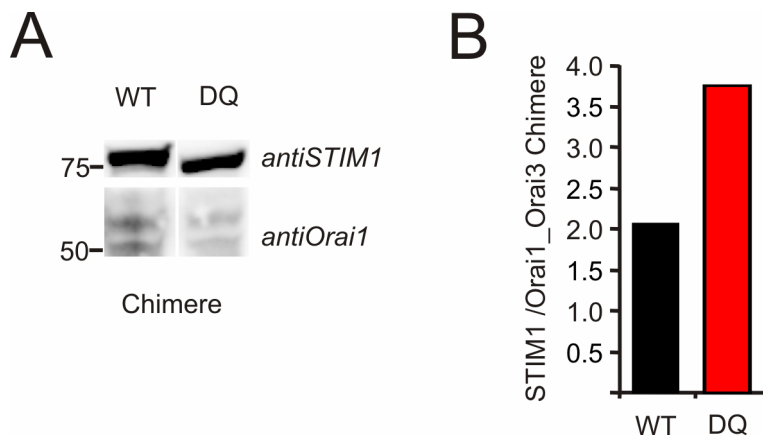 A
WT DQ
75 antiSTIM1
50 antiOrai1
Chimere
B
STIM1 /Orai1_Orai3 Chimere
4.0
3.5
3.0
2.5
2.0
1.5
1.0
0.5
WT DQ